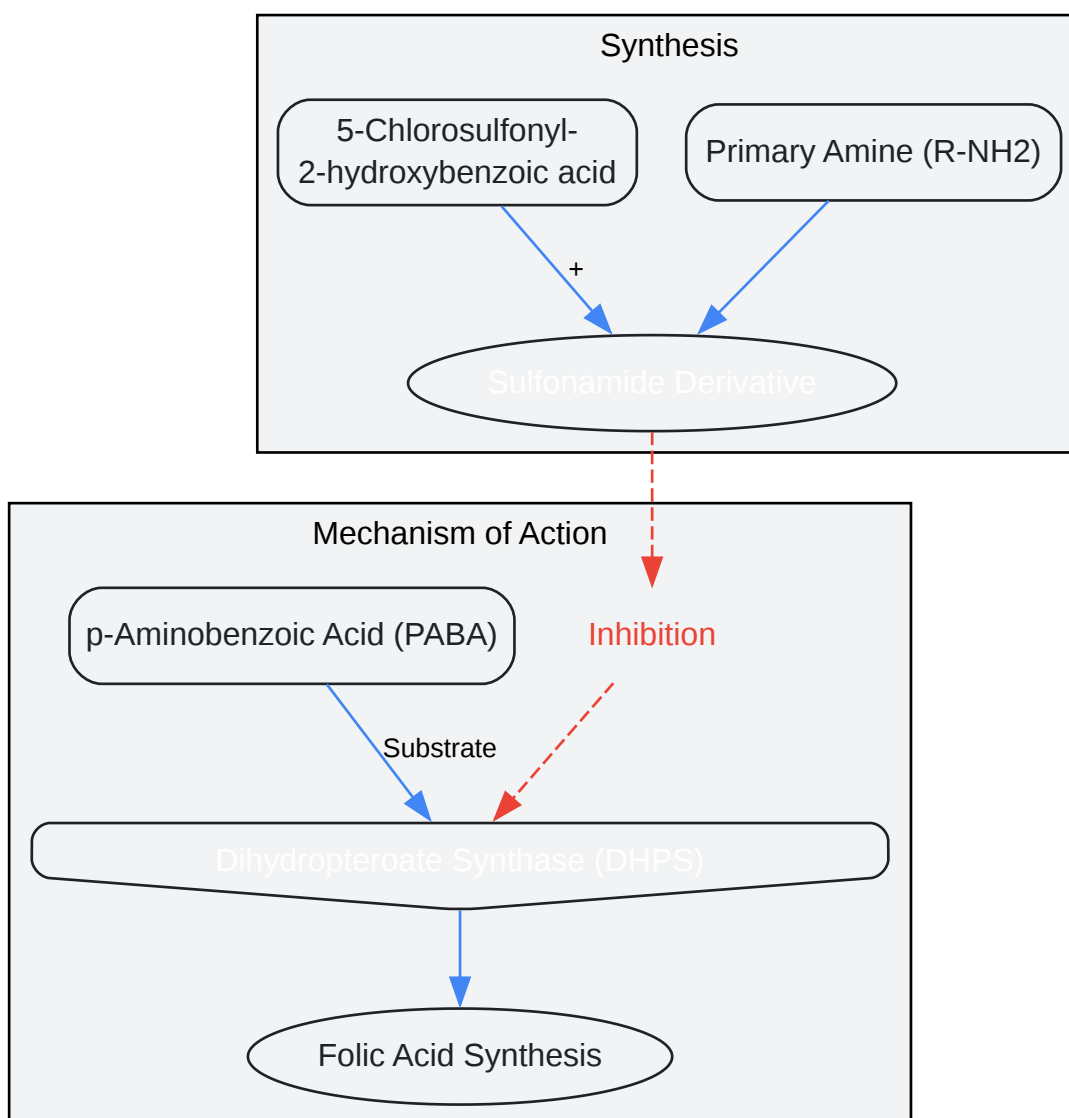 Synthesis
5-Chlorosulfonyl-
2-hydroxybenzoic acid
Primary Amine (R-NH2)
+
Sulfonamide Derivative
Mechanism of Action
p-Aminobenzoic Acid (PABA)
Inhibition
Substrate
Dihydropteroate Synthase (DHPS)
Folic Acid Synthesis